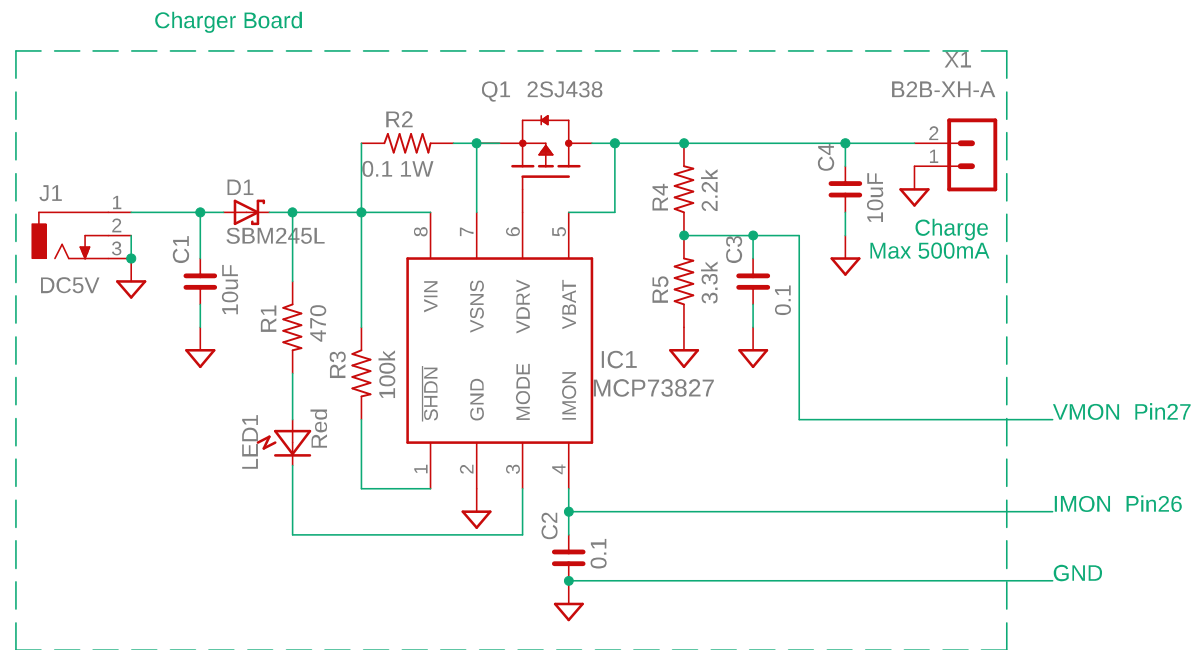 Charger Board
X1
B2B-XH-A
Q1 2SJ438
R2
0.1 1W
2
1
C4
10uF
J1
1
2
3
DC5V
D1
SBM245L
C1
10uF
R4
2.2k
Charge
Max 500mA
8
7
6
5
VIN
VSNS
VDRV
VBAT
R5
3.3k
C3
0.1
R1
470
R3
100k
IC1
MCP73827
SHDN
GND
MODE
IMON
LED1
Red
1
2
3
4
VMON Pin27
IMON Pin26
C2
0.1
GND